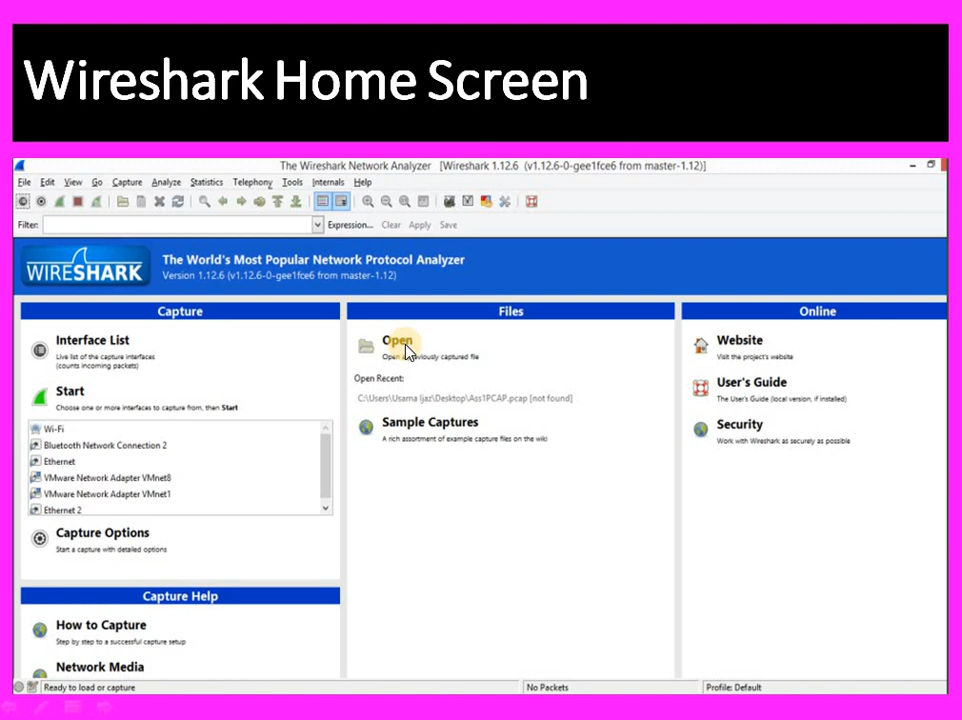 Wireshark Home Screen
The Wireshark Network Analyzer [Wireshark 1.12.6 (v1.12.6-0-gee1fce6 from master-1.12)]
File Edit View Go Capture Analyze Statistics Telephony Tools Internals Help
Filter: Expression... Clear Apply Save
WIRESHARK
The World's Most Popular Network Protocol Analyzer
Version 1.12.6 (v1.12.6-0-gee1fce6 from master-1.12)
Capture
Interface List
Live list of the capture interfaces
(counts incoming packets)
Start
Choose one or more interfaces to capture from, then Start
Wi-Fi
Bluetooth Network Connection 2
Ethernet
VMware Network Adapter VMnet8
VMware Network Adapter VMnet1
Ethernet 2
Capture Options
Start a capture with detailed options
Capture Help
How to Capture
Step by step to a successful capture setup
Network Media
Files
Open
Open a previously captured file
Open Recent:
C:\Users\Usama Ijaz\Desktop\Ass1PCAP.pcap [not found]
Sample Captures
A rich assortment of example capture files on the wiki
Online
Website
Visit the project's website
User's Guide
The User's Guide (local version, if installed)
Security
Work with Wireshark as securely as possible
Ready to load or capture
No Packets
Profile: Default